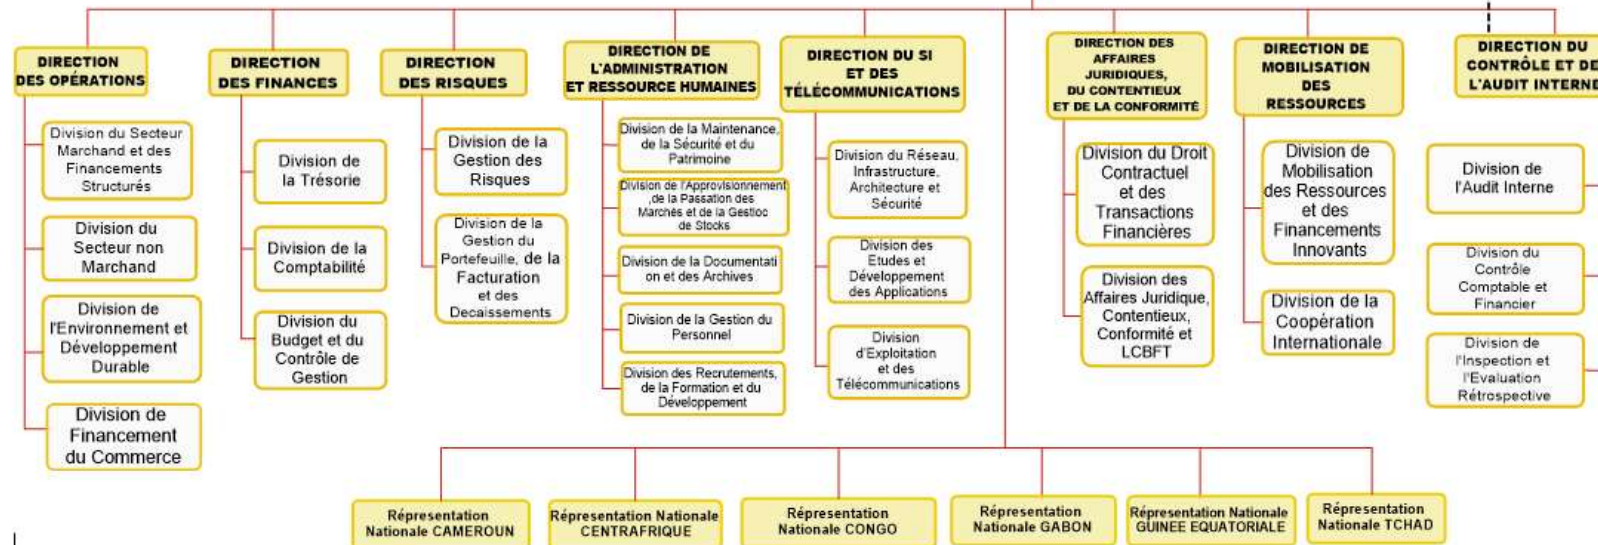 DIRECTION
DES OPÉRATIONS
Division du Secteur
Marchand et des
Financements
Structurés
Division du
Secteur non
Marchand
Division de
l'Environnement et
Développement
Durable
Division de
Financement
du Commerce
DIRECTION
DES FINANCES
Division de
la Trésorie
Division de la
Comptabilité
Division du
Budget et du
Contrôle de
Gestion
DIRECTION
DES RISQUES
Division de la
Gestion des
Risques
Division de la
Gestion du
Portefeuille, de la
Facturation
et des
Decaissements
DIRECTION DE
L'ADMINISTRATION
ET RESSOURCE HUMAINES
Division de la Maintenance,
de la Sécurité et du
Patrimoine
Division de l'Approvisionnement
,de la Passation des
Marchés et de la Gestioc
de Stocks
Division de la Documentati
on et des Archives
Division de la Gestion du
Personnel
Division des Recrutements,
de la Formation et du
Développement
DIRECTION DU SI
ET DES
TÉLÉCOMMUNICATIONS
Division du Réseau,
Infrastructure,
Architecture et
Sécurité
Division des
Etudes et
Développement
des Applications
Division
d'Exploitation
et des
Télécommunications
DIRECTION DES
AFFAIRES
JURIDIQUES,
DU CONTENTIEUX
ET DE LA CONFORMITÉ
Division du Droit
Contractuel
et des
Transactions
Financières
Division des
Affaires Juridique,
Contentieux,
Conformité et
LCBFT
DIRECTION DE
MOBILISATION
DES
RESSOURCES
Division de
Mobilisation
des Ressources
et des
Financements
Innovants
Division de la
Coopération
Internationale
DIRECTION DU
CONTRÔLE ET DE
L'AUDIT INTERNE
Division de
l'Audit Interne
Division du
Contrôle
Comptable et
Financier
Division de
l'Inspection et
l'Evaluation
Rétrospective
Répresentation
Nationale CAMEROUN
Répresentation Nationale
CENTRAFRIQUE
Répresentation
Nationale CONGO
Répresentation
Nationale GABON
Répresentation Nationale
GUINEE EQUATORIALE
Répresentation
Nationale TCHAD